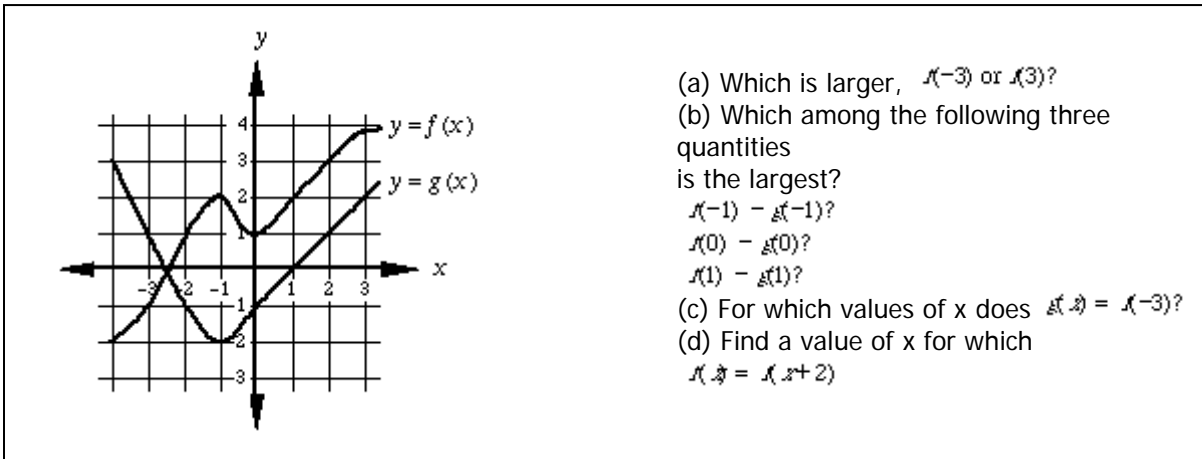 y
4
y = f (x)
3
y = g (x)
2
1
x
-3 -2 -1 1 2 3
-1
-2
-3
(a) Which is larger, f(-3) or f(3)?
(b) Which among the following three
quantities
is the largest?
f(-1) - g(-1)?
f(0) - g(0)?
f(1) - g(1)?
(c) For which values of x does g(x) = f(-3)?
(d) Find a value of x for which
f(x) = f(x+2)